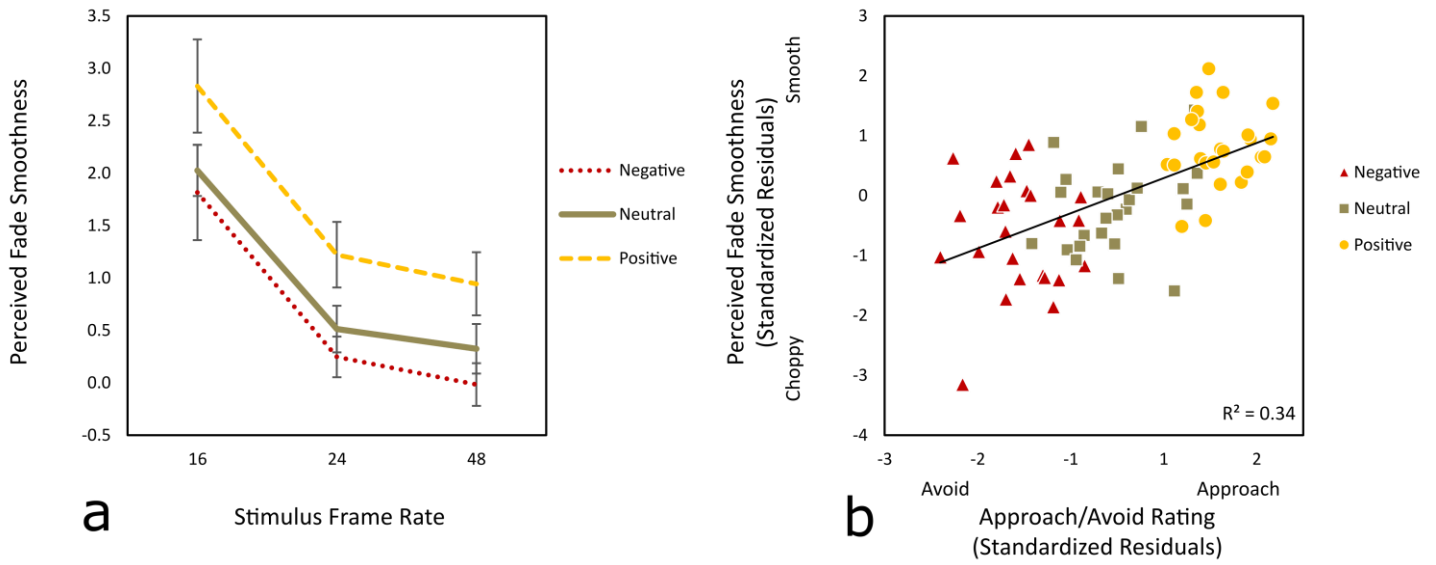 Perceived Fade Smoothness
3.5
3.0
2.5
2.0
1.5
1.0
0.5
0.0
-0.5
16 24 48
Stimulus Frame Rate
Negative
Neutral
Positive
a
Perceived Fade Smoothness
(Standardized Residuals)
Smooth
Choppy
3
2
1
0
-1
-2
-3
-4
R² = 0.34
-3 -2 -1 1 2
Avoid Approach
Approach/Avoid Rating
(Standardized Residuals)
Negative
Neutral
Positive
b